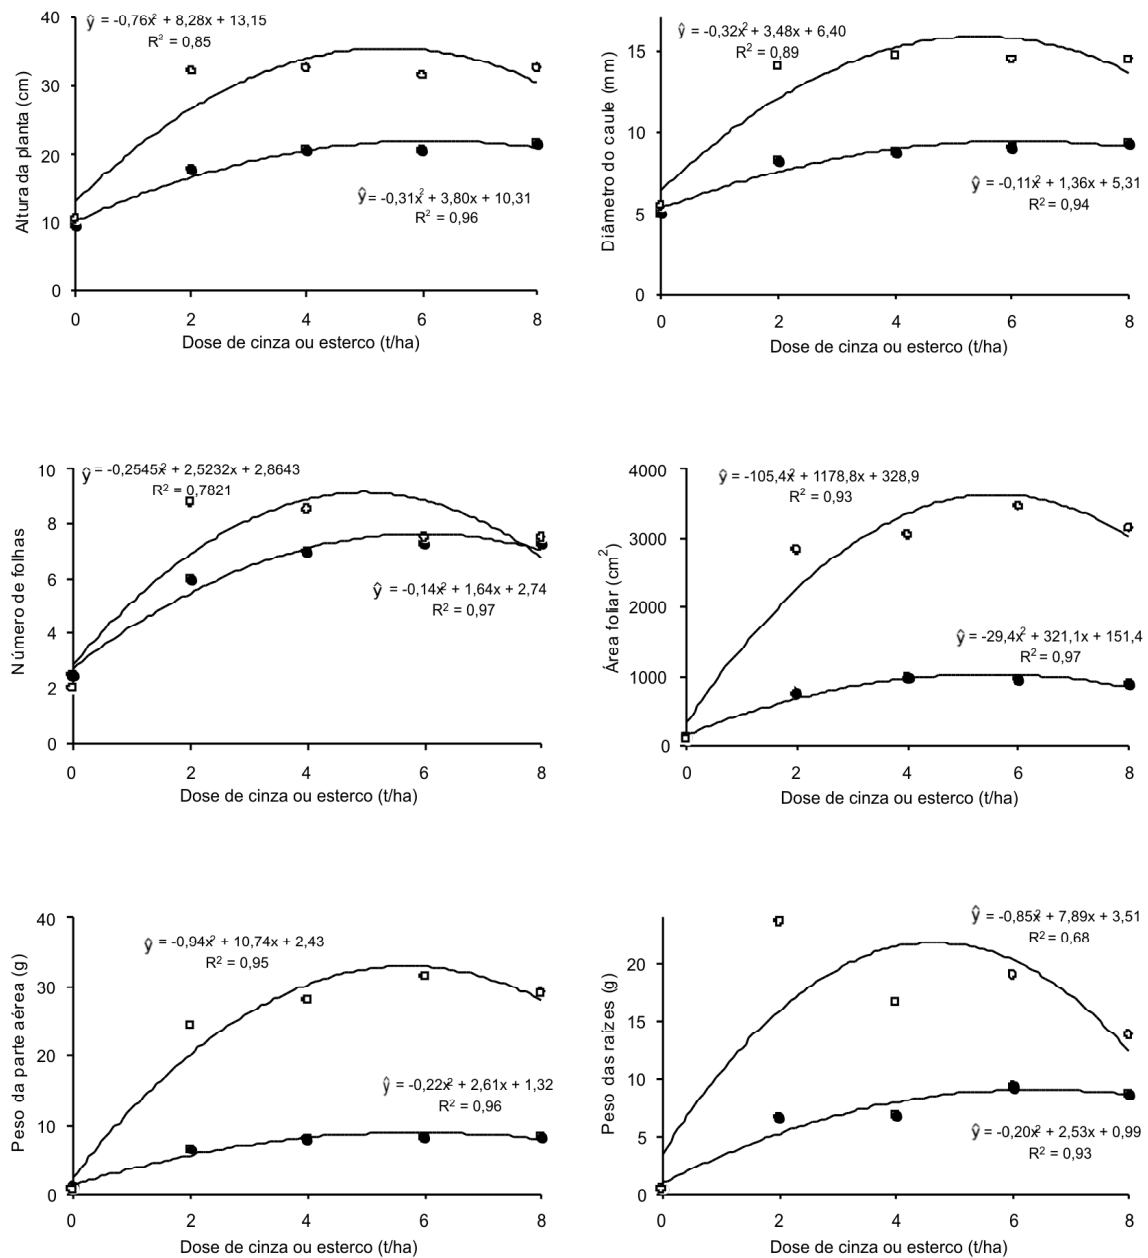 ŷ = -0,76x² + 8,28x + 13,15
R² = 0,85
ŷ = -0,31x² + 3,80x + 10,31
R² = 0,96
Altura da planta (cm)
40
30
20
10
0
0 2 4 6 8
Dose de cinza ou esterco (t/ha)
ŷ = -0,32x² + 3,48x + 6,40
R² = 0,89
ŷ = -0,11x² + 1,36x + 5,31
R² = 0,94
Diâmetro do caule (mm)
15
10
5
0
0 2 4 6 8
Dose de cinza ou esterco (t/ha)
ŷ = -0,2545x² + 2,5232x + 2,8643
R² = 0,7821
ŷ = -0,14x² + 1,64x + 2,74
R² = 0,97
Número de folhas
10
8
6
4
2
0
0 2 4 6 8
Dose de cinza ou esterco (t/ha)
ŷ = -105,4x² + 1178,8x + 328,9
R² = 0,93
ŷ = -29,4x² + 321,1x + 151,4
R² = 0,97
Área foliar (cm²)
4000
3000
2000
1000
0
0 2 4 6 8
Dose de cinza ou esterco (t/ha)
ŷ = -0,94x² + 10,74x + 2,43
R² = 0,95
ŷ = -0,22x² + 2,61x + 1,32
R² = 0,96
Peso da parte aérea (g)
40
30
20
10
0
0 2 4 6 8
Dose de cinza ou esterco (t/ha)
ŷ = -0,85x² + 7,89x + 3,51
R² = 0,68
ŷ = -0,20x² + 2,53x + 0,99
R² = 0,93
Peso das raízes (g)
20
15
10
5
0
0 2 4 6 8
Dose de cinza ou esterco (t/ha)